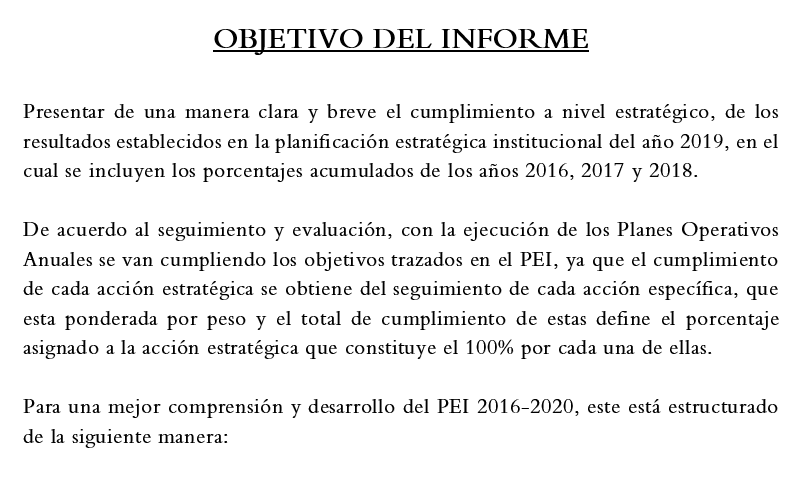 OBJETIVO DEL INFORME
Presentar de una manera clara y breve el cumplimiento a nivel estratégico, de los
resultados establecidos en la planificación estratégica institucional del año 2019, en el
cual se incluyen los porcentajes acumulados de los años 2016, 2017 y 2018.
De acuerdo al seguimiento y evaluación, con la ejecución de los Planes Operativos
Anuales se van cumpliendo los objetivos trazados en el PEI, ya que el cumplimiento
de cada acción estratégica se obtiene del seguimiento de cada acción específica, que
esta ponderada por peso y el total de cumplimiento de estas define el porcentaje
asignado a la acción estratégica que constituye el 100% por cada una de ellas.
Para una mejor comprensión y desarrollo del PEI 2016-2020, este está estructurado
de la siguiente manera: